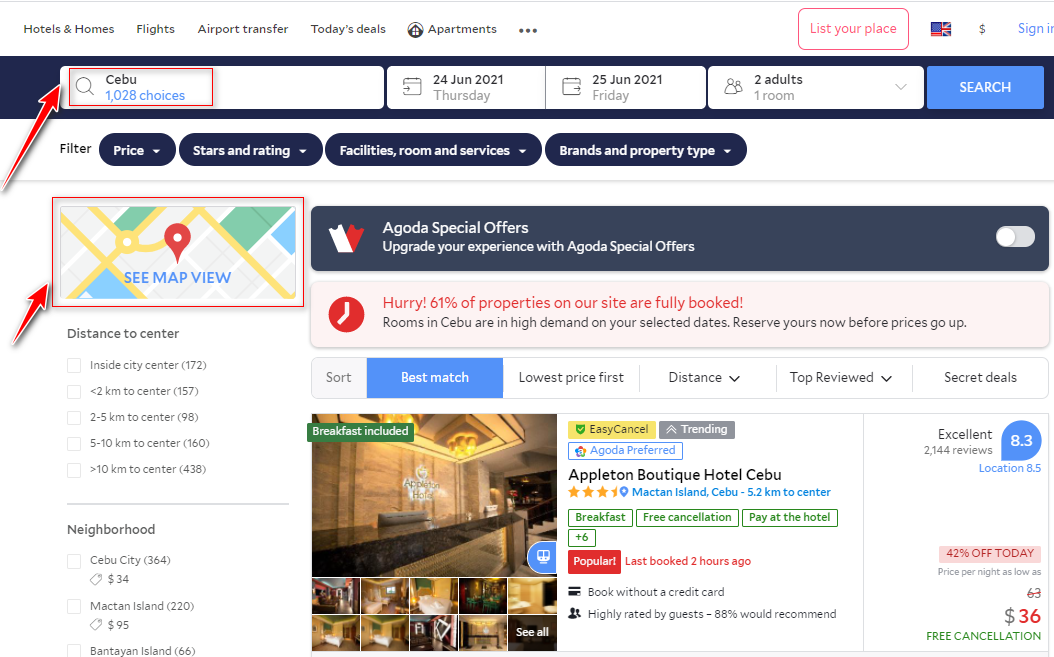 Hotels & Homes Flights Airport transfer Today's deals Apartments ••• List your place $ Sign in
Cebu
1,028 choices
24 Jun 2021
Thursday
25 Jun 2021
Friday
2 adults
1 room
SEARCH
Filter Price Stars and rating Facilities, room and services Brands and property type
SEE MAP VIEW
Distance to center
Inside city center (172)
<2 km to center (157)
2-5 km to center (98)
5-10 km to center (160)
>10 km to center (438)
Neighborhood
Cebu City (364)
$ 34
Mactan Island (220)
$ 95
Bantayan Island (66)
Agoda Special Offers
Upgrade your experience with Agoda Special Offers
Hurry! 61% of properties on our site are fully booked!
Rooms in Cebu are in high demand on your selected dates. Reserve yours now before prices go up.
Sort Best match Lowest price first Distance Top Reviewed Secret deals
Breakfast included
Appleton
Hotel
See all
EasyCancel Trending
Agoda Preferred
Appleton Boutique Hotel Cebu
Mactan Island, Cebu - 5.2 km to center
Breakfast Free cancellation Pay at the hotel
+6
Popular! Last booked 2 hours ago
Book without a credit card
Highly rated by guests – 88% would recommend
Excellent 8.3
2,144 reviews
Location 8.5
42% OFF TODAY
Price per night as low as
63
$ 36
FREE CANCELLATION